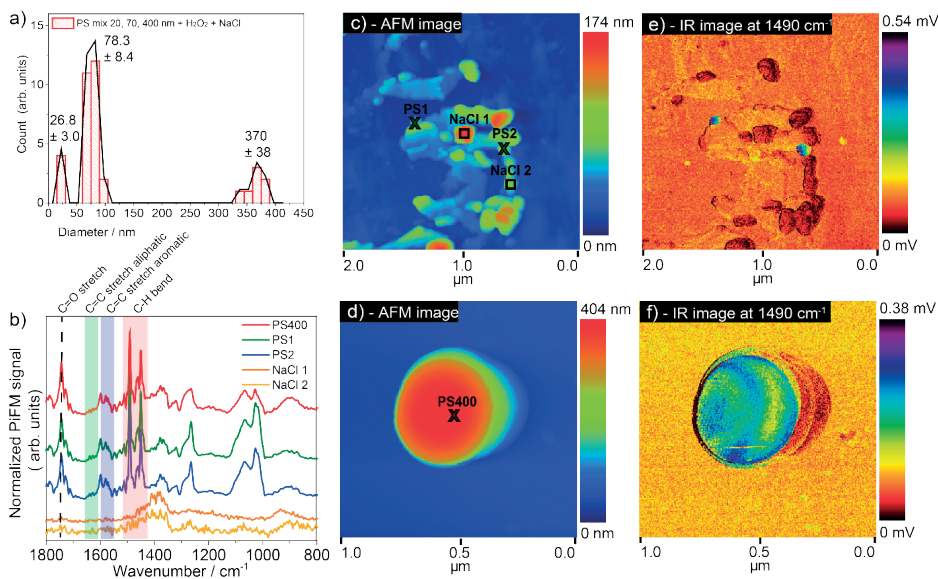 a)
PS mix 20, 70, 400 nm + H₂O₂ + NaCl
Count (arb. units)
15
10
5
0
26.8
± 3.0
78.3
± 8.4
370
± 38
0 50 100 150 200 250 300 350 400 450
Diameter / nm
b)
C=O stretch
C=C stretch aliphatic
C=C stretch aromatic
C-H bend
PS400
PS1
PS2
NaCl 1
NaCl 2
Normalized PiFM signal
( arb. units)
1800 1600 1400 1200 1000 800
Wavenumber / cm⁻¹
c) - AFM image
174 nm
PS1
NaCl 1
PS2
NaCl 2
0 nm
2.0 1.0 0.0
µm
e) - IR image at 1490 cm⁻¹
0.54 mV
0 mV
2.0 1.0 0.0
µm
d) - AFM image
404 nm
PS400
0 nm
1.0 0.5 0.0
µm
f) - IR image at 1490 cm⁻¹
0.38 mV
0 mV
1.0 0.5 0.0
µm